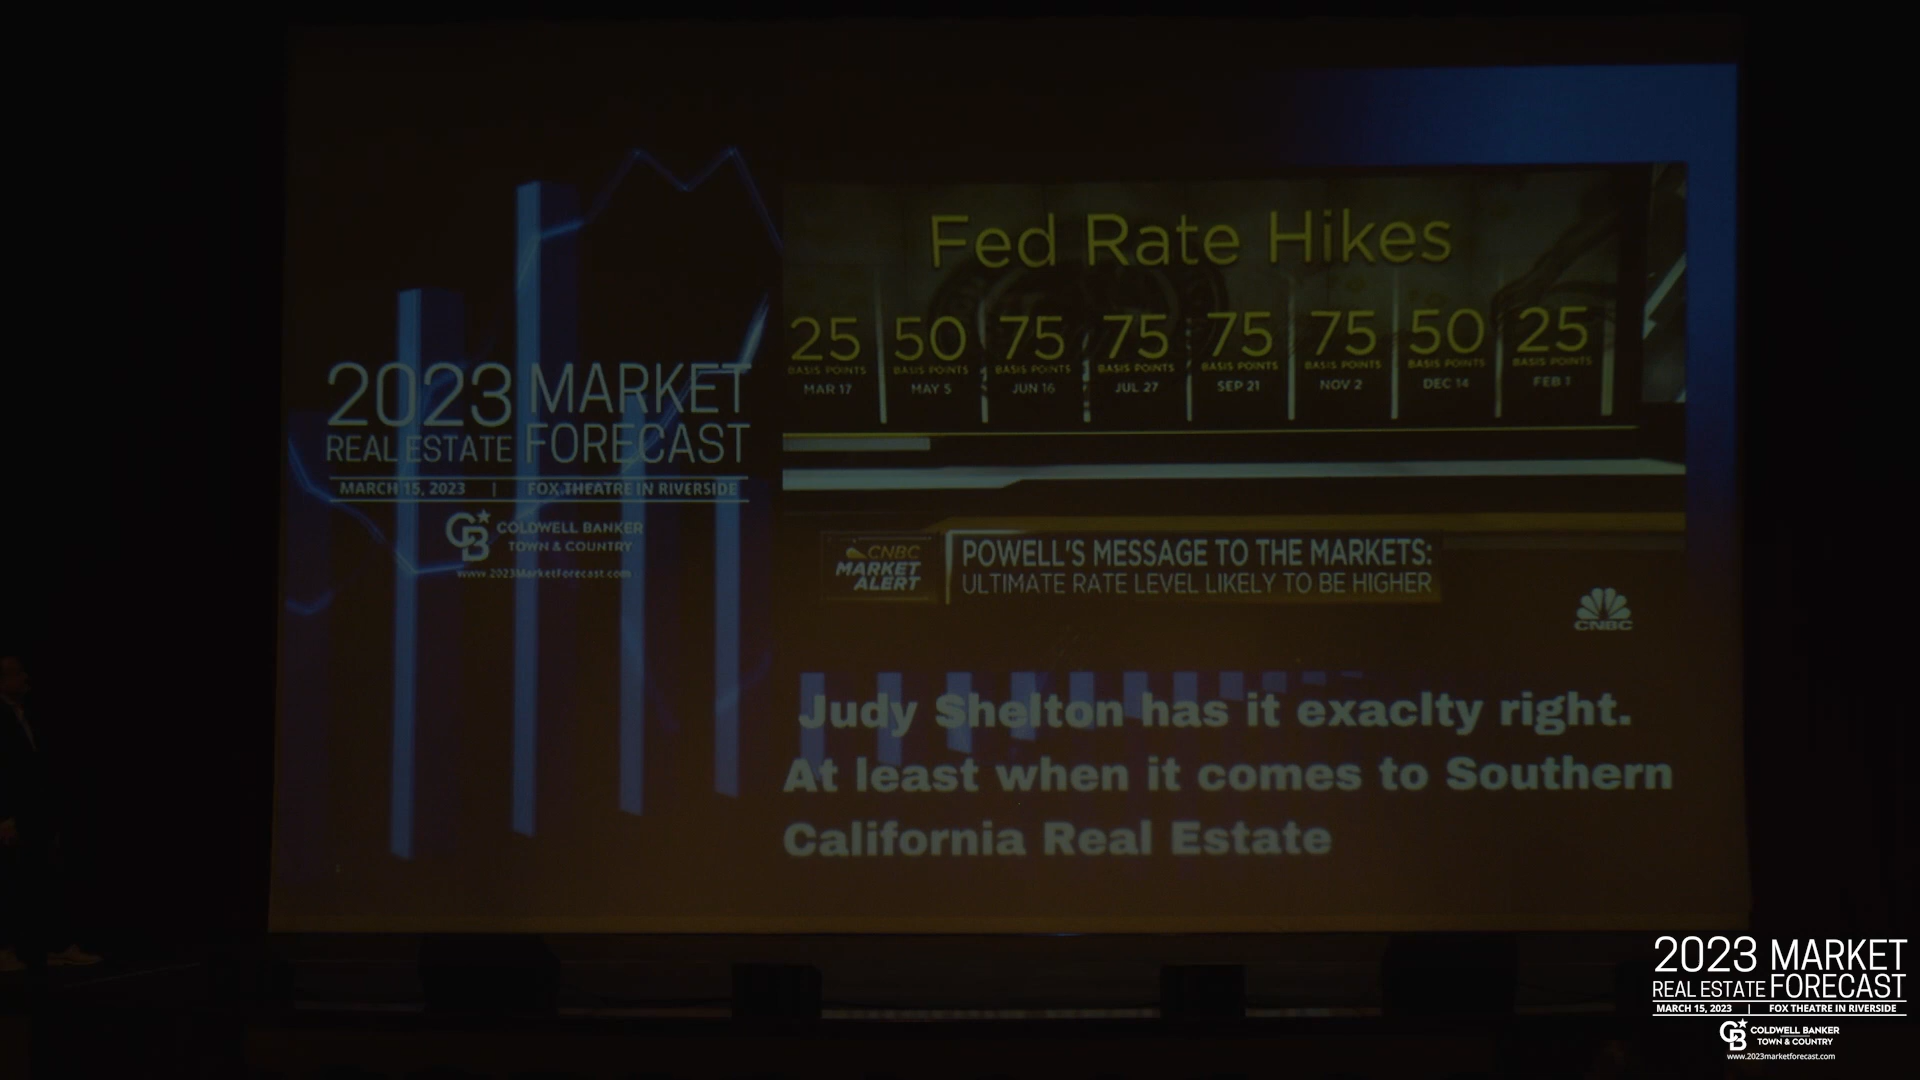 Fed Rate Hikes
25 50 75 75 75 75 50 25
BASIS POINTS BASIS POINTS BASIS POINTS BASIS POINTS BASIS POINTS BASIS POINTS BASIS POINTS BASIS POINTS
MAR 17 MAY 5 JUN 16 JUL 27 SEP 21 NOV 2 DEC 14 FEB 1
2023 MARKET
REAL ESTATE FORECAST
MARCH 15, 2023 | FOX THEATRE IN RIVERSIDE
CB COLDWELL BANKER
TOWN & COUNTRY
www.2023MarketForecast.com
CNBC
MARKET
ALERT
POWELL'S MESSAGE TO THE MARKETS:
ULTIMATE RATE LEVEL LIKELY TO BE HIGHER
CNBC
Judy Shelton has it exaclty right.
At least when it comes to Southern
California Real Estate
2023 MARKET
REAL ESTATE FORECAST
MARCH 15, 2023 | FOX THEATRE IN RIVERSIDE
CB COLDWELL BANKER
TOWN & COUNTRY
www.2023marketforecast.com